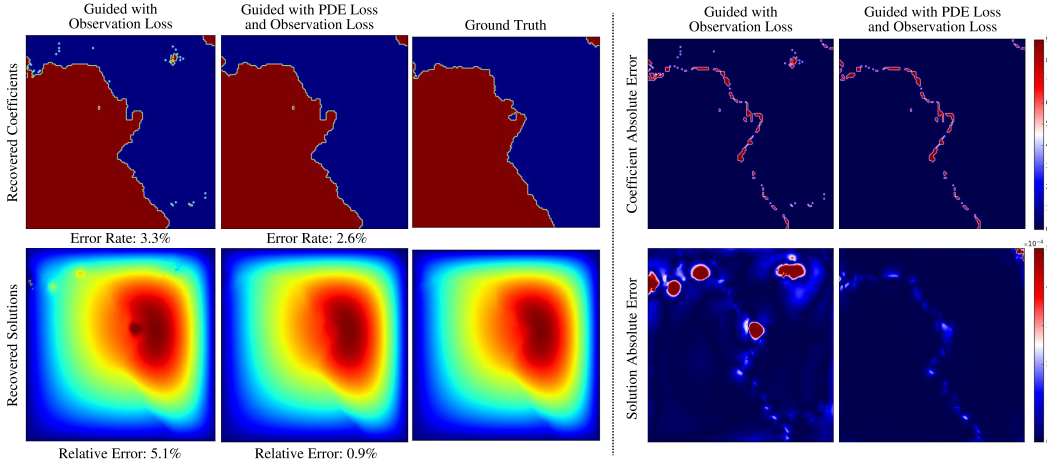 Guided with
Observation Loss
Guided with PDE Loss
and Observation Loss
Ground Truth
Guided with
Observation Loss
Guided with PDE Loss
and Observation Loss
Recovered Coefficients
Coefficient Absolute Error
Error Rate: 3.3%
Error Rate: 2.6%
Recovered Solutions
Solution Absolute Error
Relative Error: 5.1%
Relative Error: 0.9%